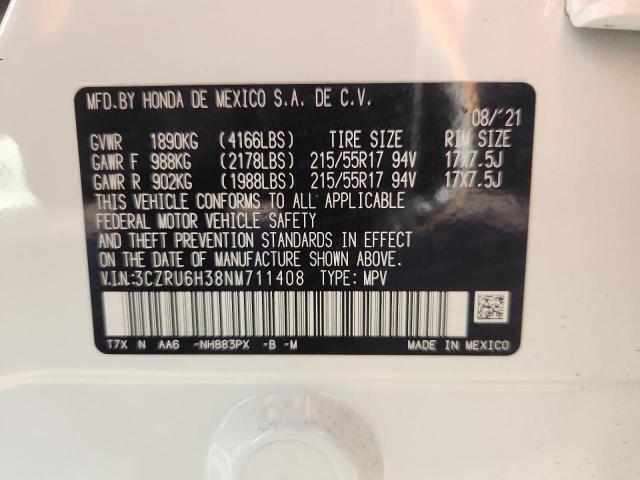 MFD.BY HONDA DE MEXICO S.A. DE C.V.
08/'21
GVWR 1890KG (4166LBS) TIRE SIZE RIM SIZE
GAWR F 988KG (2178LBS) 215/55R17 94V 17X7.5J
GAWR R 902KG (1988LBS) 215/55R17 94V 17X7.5J
THIS VEHICLE CONFORMS TO ALL APPLICABLE
FEDERAL MOTOR VEHICLE SAFETY
AND THEFT PREVENTION STANDARDS IN EFFECT
ON THE DATE OF MANUFACTURE SHOWN ABOVE.
V.I.N.:3CZRU6H38NM711408 TYPE: MPV
T7X N AA6 -NH883PX -B -M MADE IN MEXICO